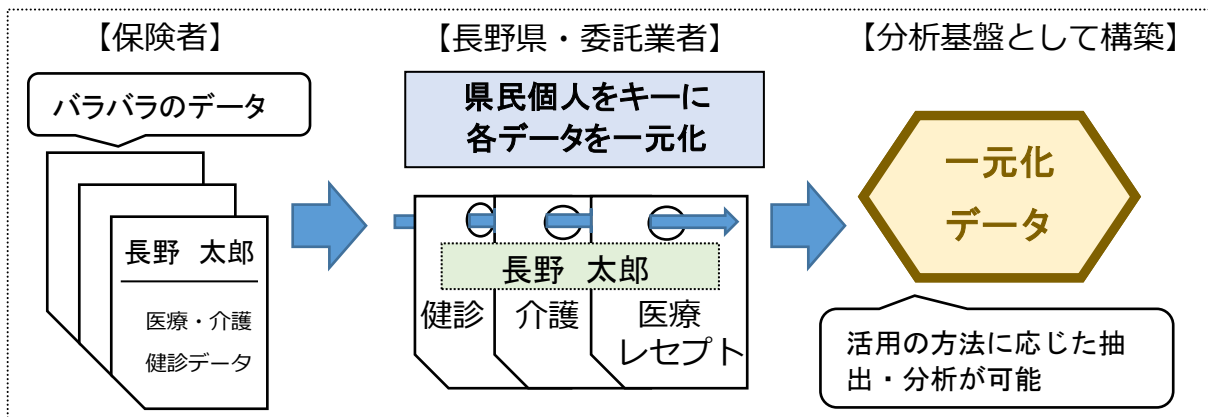 【保険者】
バラバラのデータ
長野　太郎
医療・介護
健診データ
【長野県・委託業者】
県民個人をキーに
各データを一元化
長野　太郎
健診
介護
医療
レセプト
【分析基盤として構築】
一元化
データ
活用の方法に応じた抽
出・分析が可能